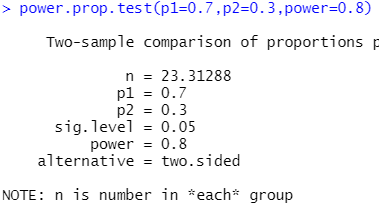 > power.prop.test(p1=0.7,p2=0.3,power=0.8)
Two-sample comparison of proportions p
n = 23.31288
p1 = 0.7
p2 = 0.3
sig.level = 0.05
power = 0.8
alternative = two.sided
NOTE: n is number in *each* group